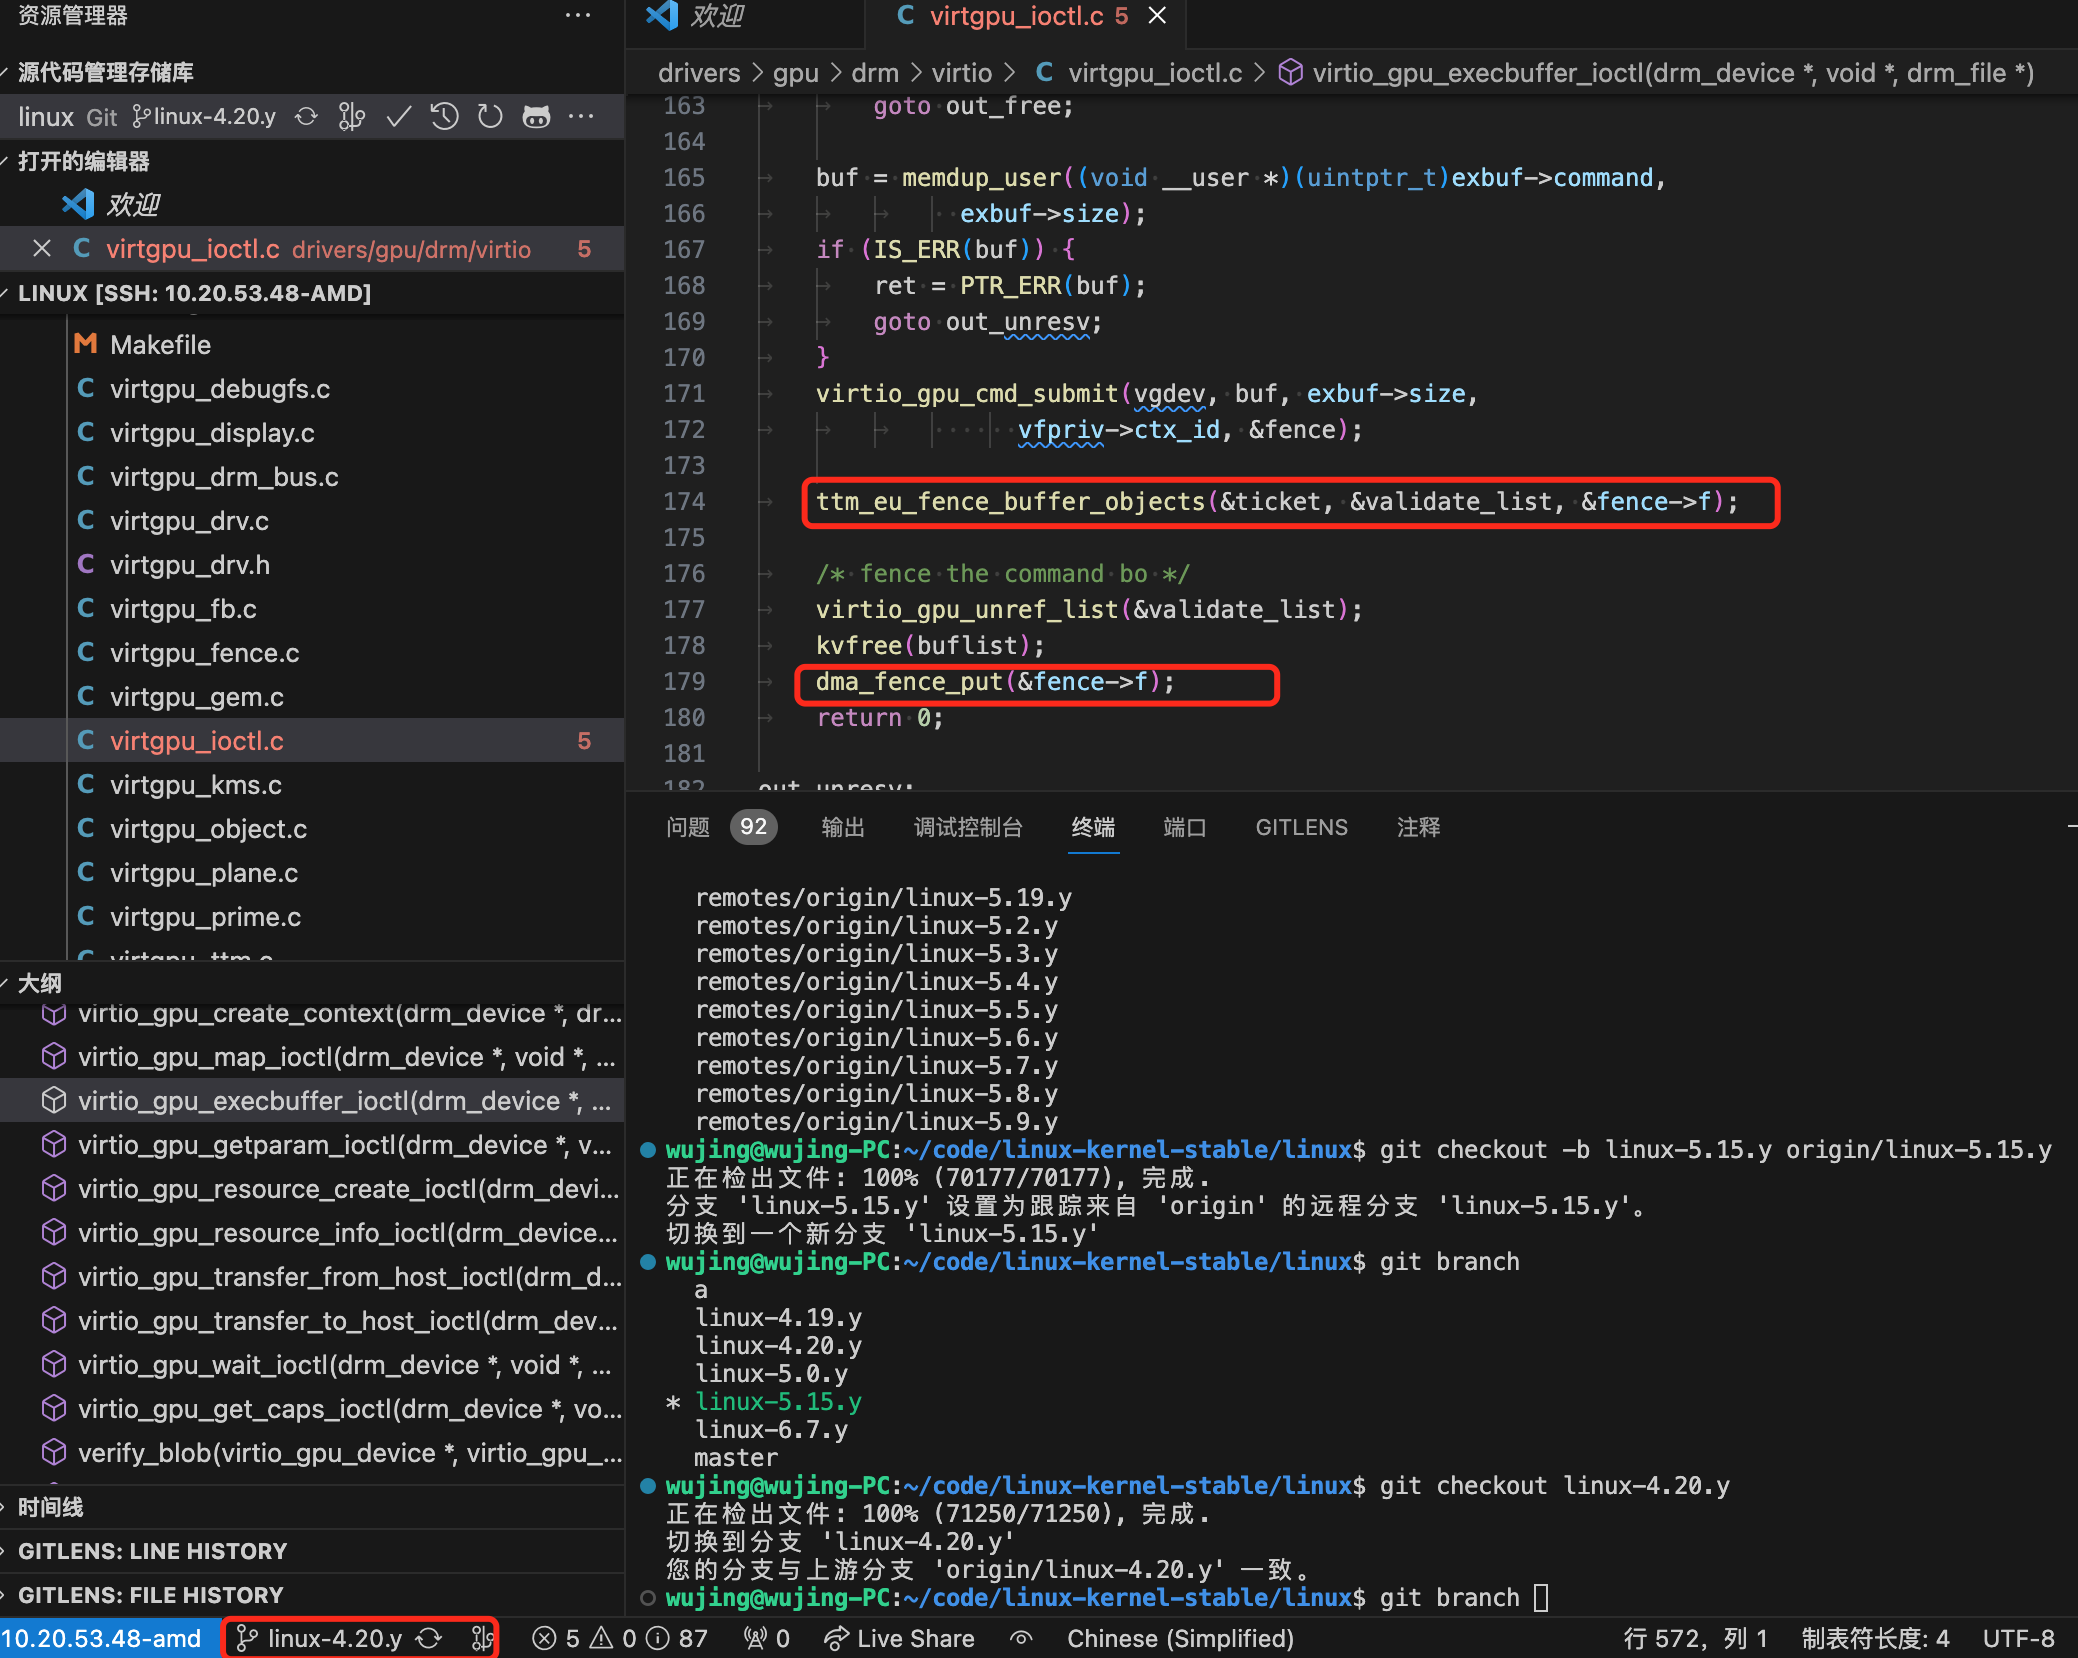 资源管理器
源代码管理存储库
linux Git linux-4.20.y
打开的编辑器
欢迎
virtgpu_ioctl.c drivers/gpu/drm/virtio 5
LINUX [SSH: 10.20.53.48-AMD]
Makefile
virtgpu_debugfs.c
virtgpu_display.c
virtgpu_drm_bus.c
virtgpu_drv.c
virtgpu_drv.h
virtgpu_fb.c
virtgpu_fence.c
virtgpu_gem.c
virtgpu_ioctl.c 5
virtgpu_kms.c
virtgpu_object.c
virtgpu_plane.c
virtgpu_prime.c
virtgpu_ttm.c
大纲
virtio_gpu_create_context(drm_device *, dr...
virtio_gpu_map_ioctl(drm_device *, void *, ...
virtio_gpu_execbuffer_ioctl(drm_device *, ...
virtio_gpu_getparam_ioctl(drm_device *, v...
virtio_gpu_resource_create_ioctl(drm_devi...
virtio_gpu_resource_info_ioctl(drm_device...
virtio_gpu_transfer_from_host_ioctl(drm_d...
virtio_gpu_transfer_to_host_ioctl(drm_dev...
virtio_gpu_wait_ioctl(drm_device *, void *, ...
virtio_gpu_get_caps_ioctl(drm_device *, vo...
verify_blob(virtio_gpu_device *, virtio_gpu_...
时间线
GITLENS: LINE HISTORY
GITLENS: FILE HISTORY
欢迎
virtgpu_ioctl.c 5
drivers > gpu > drm > virtio > C virtgpu_ioctl.c > virtio_gpu_execbuffer_ioctl(drm_device *, void *, drm_file *)
163 goto out_free;
164
165 buf = memdup_user((void __user *)(uintptr_t)exbuf->command,
166 exbuf->size);
167 if (IS_ERR(buf)) {
168 ret = PTR_ERR(buf);
169 goto out_unresv;
170 }
171 virtio_gpu_cmd_submit(vgdev, buf, exbuf->size,
172 vfpriv->ctx_id, &fence);
173
174 ttm_eu_fence_buffer_objects(&ticket, &validate_list, &fence->f);
175
176 /* fence the command bo */
177 virtio_gpu_unref_list(&validate_list);
178 kvfree(buflist);
179 dma_fence_put(&fence->f);
180 return 0;
181
182 out_unresv:
问题 92 输出 调试控制台 终端 端口 GITLENS 注释
remotes/origin/linux-5.19.y
remotes/origin/linux-5.2.y
remotes/origin/linux-5.3.y
remotes/origin/linux-5.4.y
remotes/origin/linux-5.5.y
remotes/origin/linux-5.6.y
remotes/origin/linux-5.7.y
remotes/origin/linux-5.8.y
remotes/origin/linux-5.9.y
wujing@wujing-PC:~/code/linux-kernel-stable/linux$ git checkout -b linux-5.15.y origin/linux-5.15.y
正在检出文件: 100% (70177/70177), 完成.
分支 'linux-5.15.y' 设置为跟踪来自 'origin' 的远程分支 'linux-5.15.y'。
切换到一个新分支 'linux-5.15.y'
wujing@wujing-PC:~/code/linux-kernel-stable/linux$ git branch
a
linux-4.19.y
linux-4.20.y
linux-5.0.y
* linux-5.15.y
linux-6.7.y
master
wujing@wujing-PC:~/code/linux-kernel-stable/linux$ git checkout linux-4.20.y
正在检出文件: 100% (71250/71250), 完成.
切换到分支 'linux-4.20.y'
您的分支与上游分支 'origin/linux-4.20.y' 一致。
wujing@wujing-PC:~/code/linux-kernel-stable/linux$ git branch
10.20.53.48-amd linux-4.20.y 5 0 87 0 Live Share Chinese (Simplified) 行 572, 列 1 制表符长度: 4 UTF-8